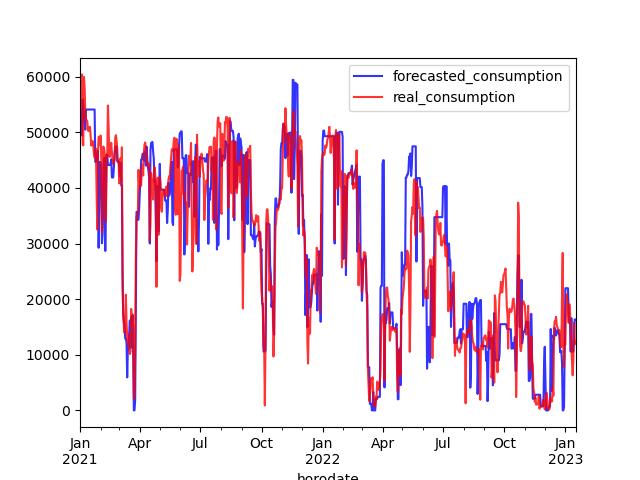 forecasted_consumption
real_consumption
60000
50000
40000
30000
20000
10000
0
Jan Apr Jul Oct Jan Apr Jul Oct Jan
2021 2022 2023
horodate